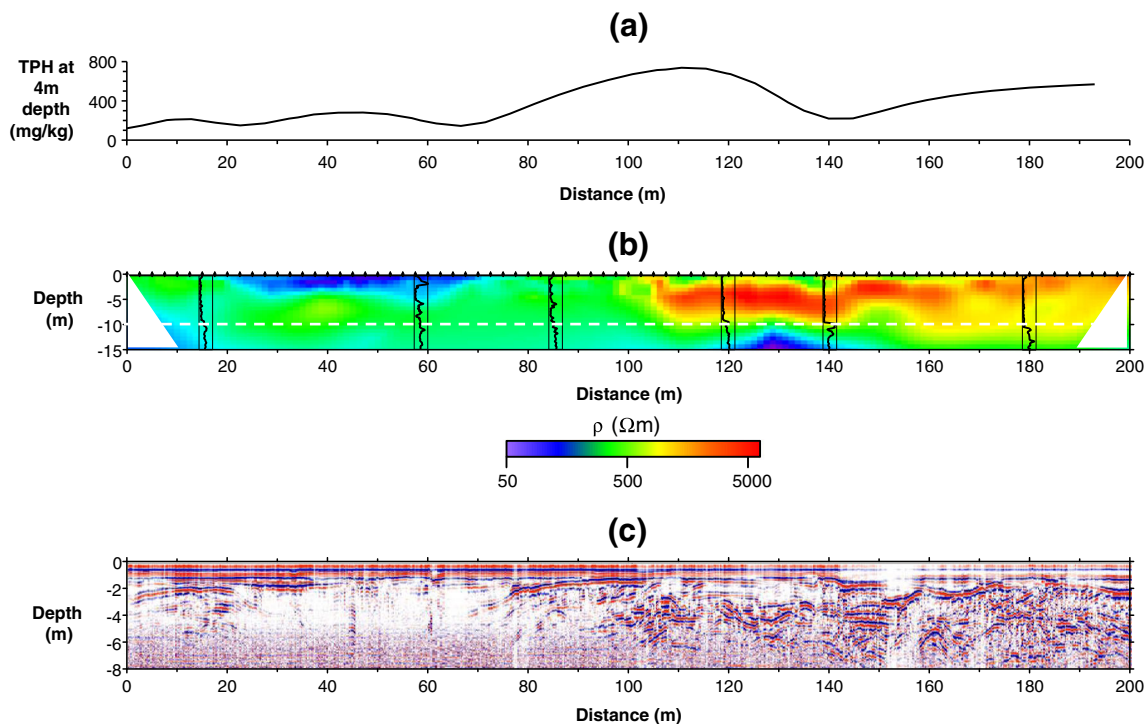 (a)
TPH at
4m
depth
(mg/kg)
800
400
0
0 20 40 60 80 100 120 140 160 180 200
Distance (m)
(b)
Depth
(m)
0
-5
-10
-15
0 20 40 60 80 100 120 140 160 180 200
Distance (m)
ρ (Ωm)
50 500 5000
(c)
Depth
(m)
0
-2
-4
-6
-8
0 20 40 60 80 100 120 140 160 180 200
Distance (m)